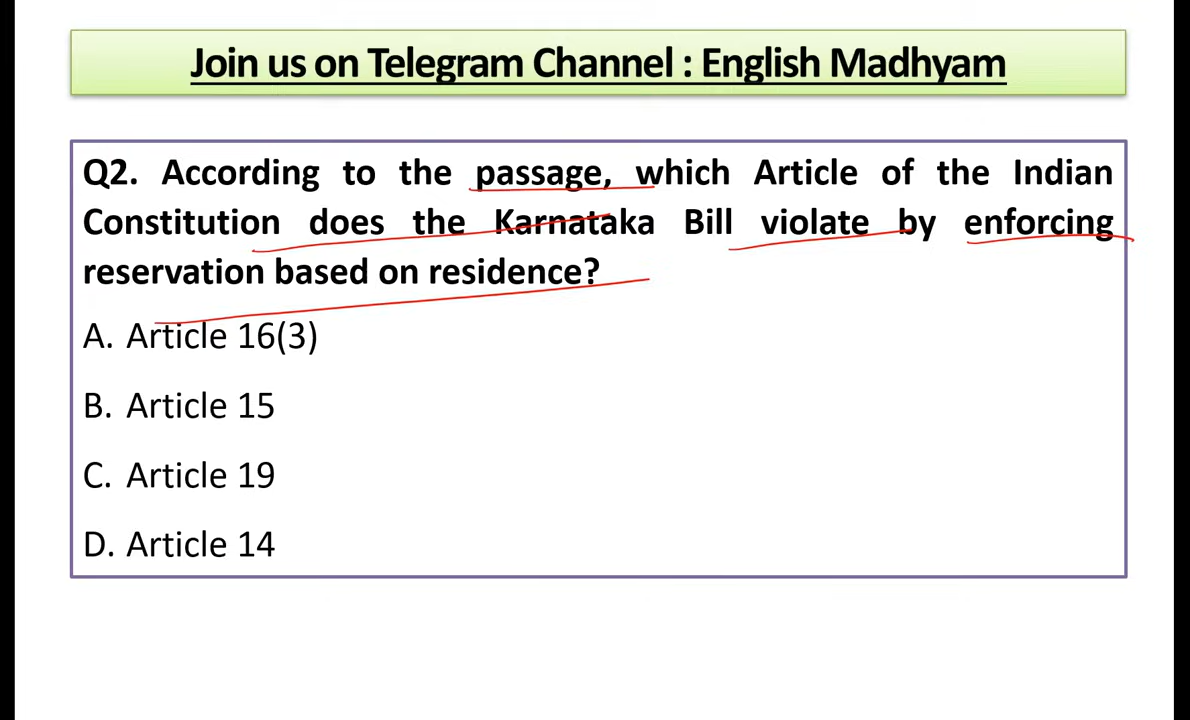 Join us on Telegram Channel : English Madhyam
Q2. According to the passage, which Article of the Indian
Constitution does the Karnataka Bill violate by enforcing
reservation based on residence?
A. Article 16(3)
B. Article 15
C. Article 19
D. Article 14